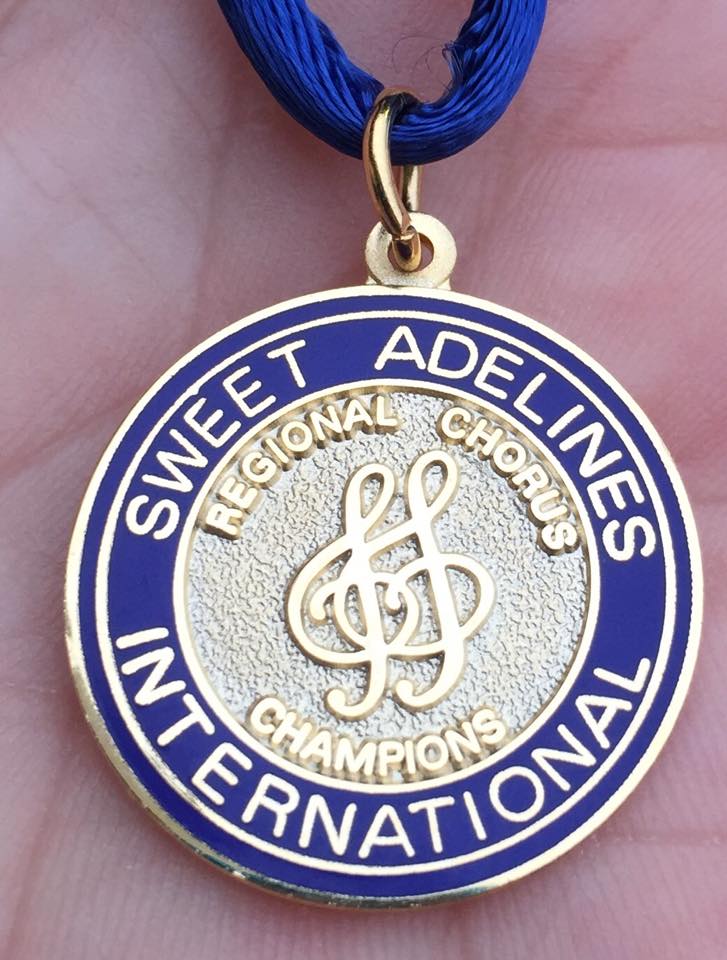 SWEET ADELINES
REGIONAL CHORUS
CHAMPIONS
INTERNATIONAL